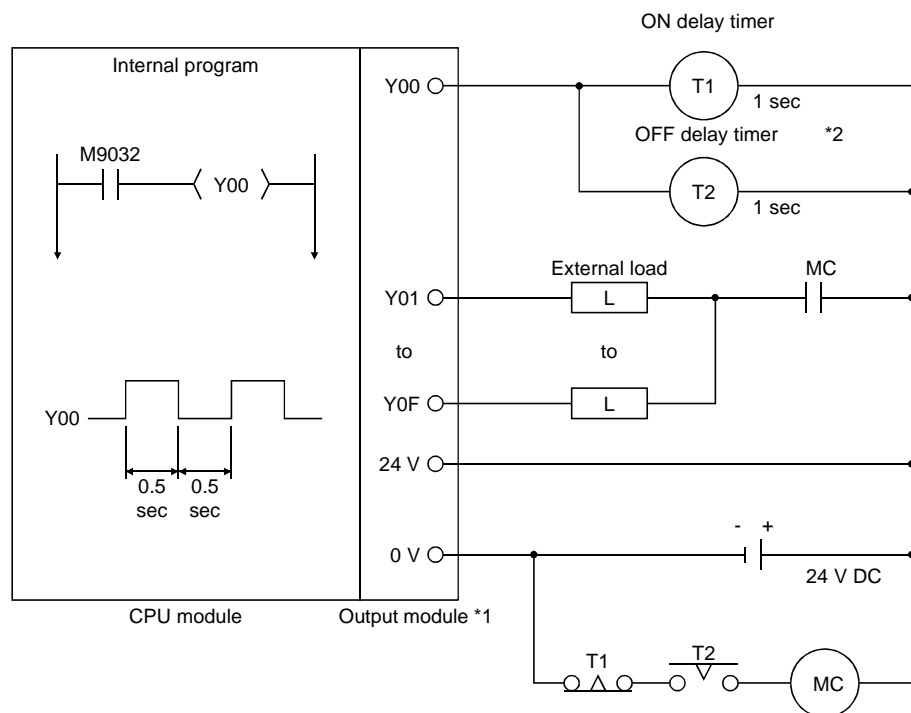 ON delay timer
Internal program
Y00
T1
1 sec
OFF delay timer *2
M9032
Y00
T2
1 sec
External load
MC
Y01
L
to
to
Y00
Y0F
L
24 V
0.5
sec
0.5
sec
- +
0 V
24 V DC
CPU module
Output module *1
T1
T2
MC